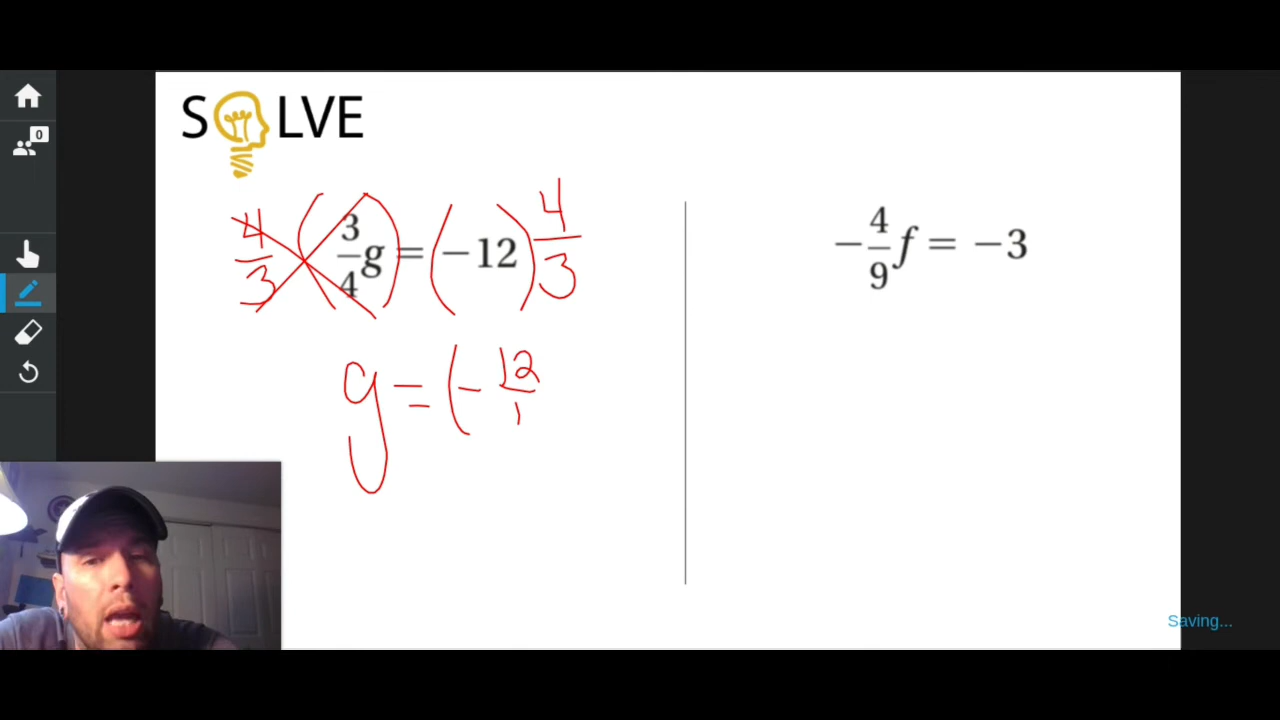 0
SOLVE
4/3 (3/4 g) = (-12) 4/3
g = (- 12/1
-4/9 f = -3
Saving...